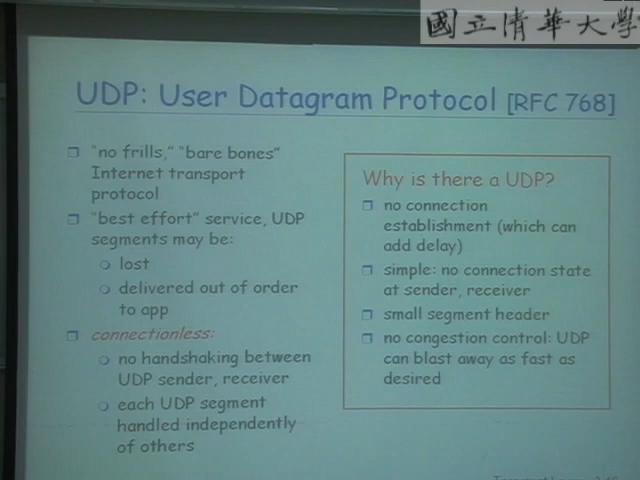 國立清華大學
UDP: User Datagram Protocol [RFC 768]
"no frills," "bare bones"
Internet transport
protocol
"best effort" service, UDP
segments may be:
lost
delivered out of order
to app
connectionless:
no handshaking between
UDP sender, receiver
each UDP segment
handled independently
of others
Why is there a UDP?
no connection
establishment (which can
add delay)
simple: no connection state
at sender, receiver
small segment header
no congestion control: UDP
can blast away as fast as
desired